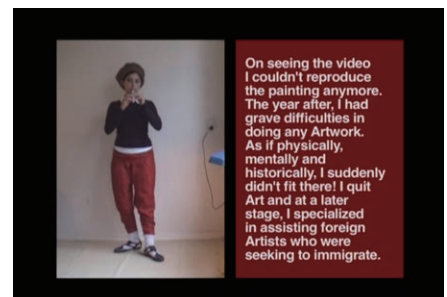 On seeing the video
I couldn't reproduce
the painting anymore.
The year after, I had
grave difficulties in
doing any Artwork.
As if physically,
mentally and
historically, I suddenly
didn't fit there! I quit
Art and at a later
stage, I specialized
in assisting foreign
Artists who were
seeking to immigrate.